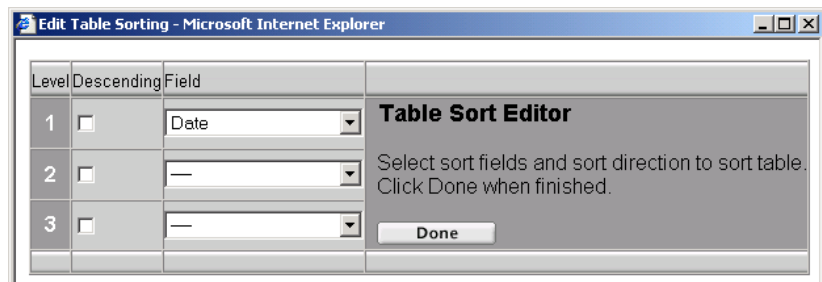 Edit Table Sorting - Microsoft Internet Explorer
Level Descending Field
1 Date
2 —
3 —
Table Sort Editor
Select sort fields and sort direction to sort table.
Click Done when finished.
Done